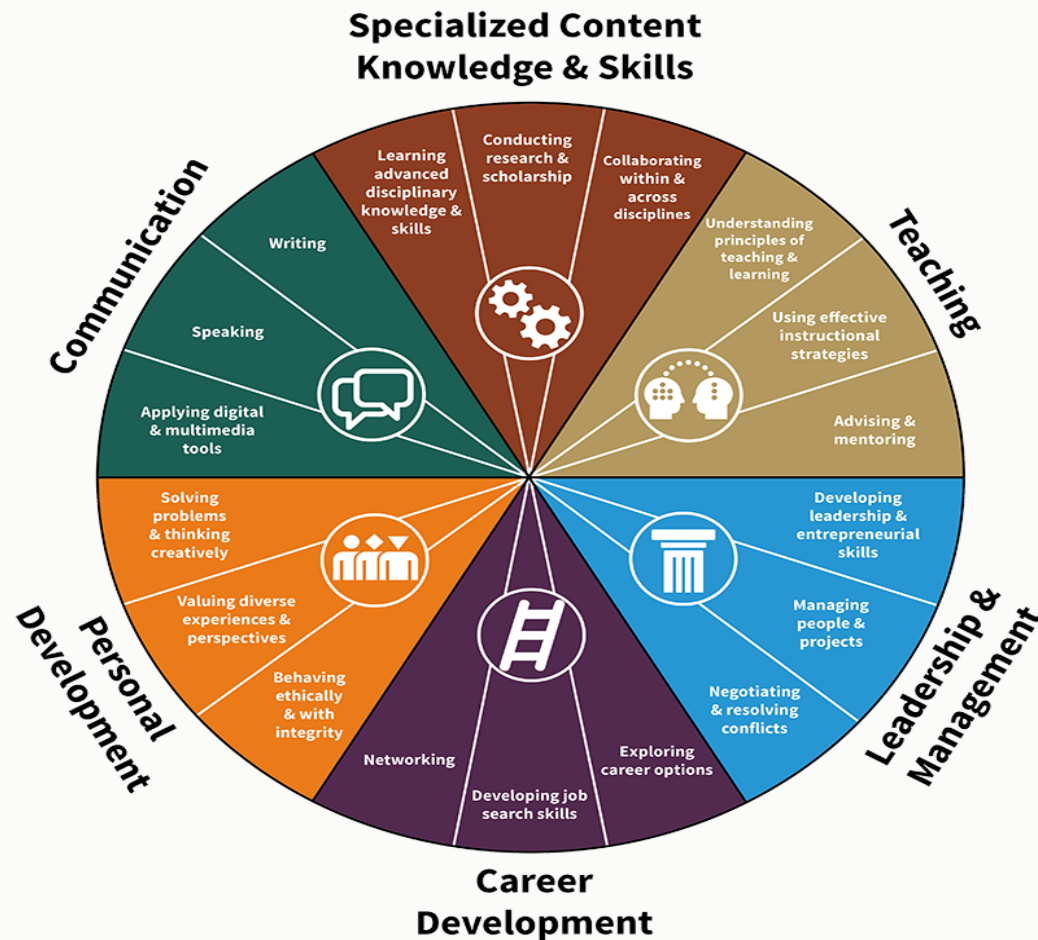 Specialized Content
Knowledge & Skills
Learning
advanced
disciplinary
knowledge &
skills
Conducting
research &
scholarship
Collaborating
within &
across
disciplines
Teaching
Understanding
principles of
teaching &
learning
Using effective
instructional
strategies
Advising &
mentoring
Leadership &
Management
Developing
leadership &
entrepreneurial
skills
Managing
people &
projects
Negotiating
& resolving
conflicts
Career
Development
Exploring
career options
Developing job
search skills
Networking
Personal
Development
Behaving
ethically
& with
integrity
Valuing diverse
experiences &
perspectives
Solving
problems
& thinking
creatively
Communication
Applying digital
& multimedia
tools
Speaking
Writing